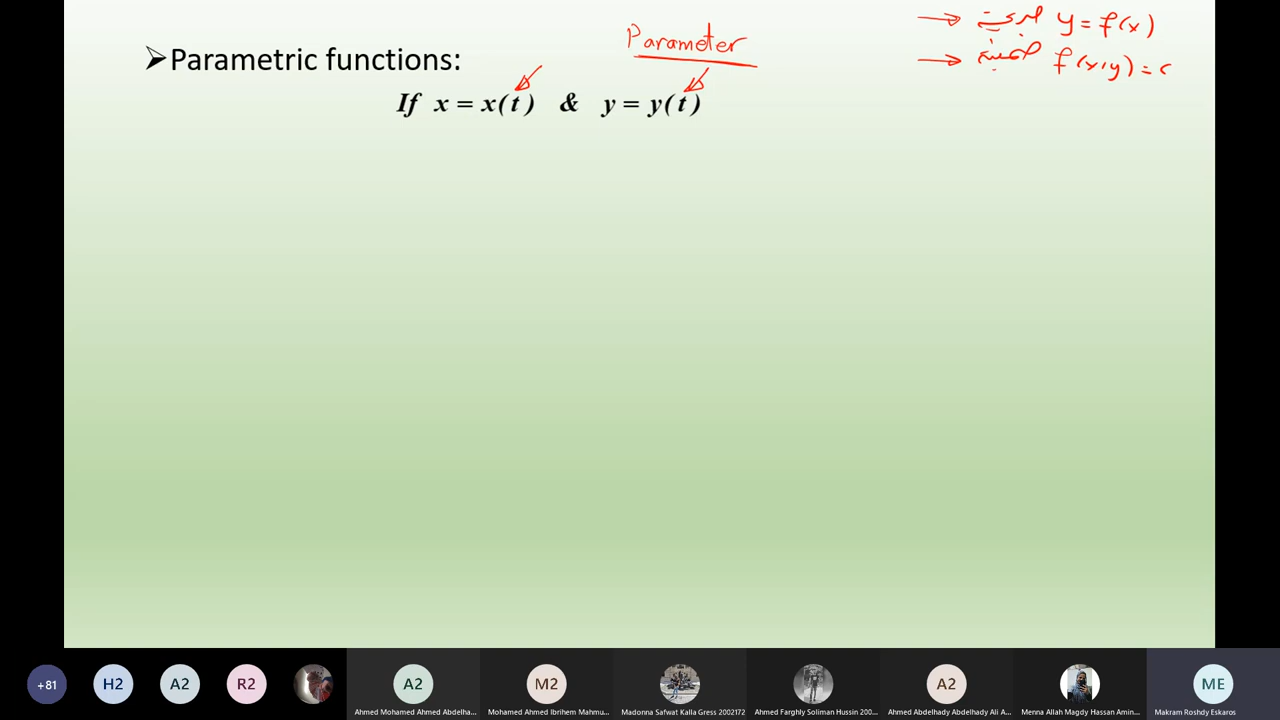 Parameter
→ صريحة y = f(x)
→ ضمنية f(x,y) = c
➢Parametric functions:
If x = x(t) & y = y(t)
+81
H2
A2
R2
A2
M2
A2
ME
Ahmed Mohamed Ahmed Abdelha...
Mohamed Ahmed Ibrihem Mahmu...
Madonna Safwat Kalla Gress 2002172
Ahmed Farghly Soliman Hussin 200...
Ahmed Abdelhady Abdelhady Ali A...
Menna Allah Magdy Hassan Amin...
Makram Roshdy Eskaros